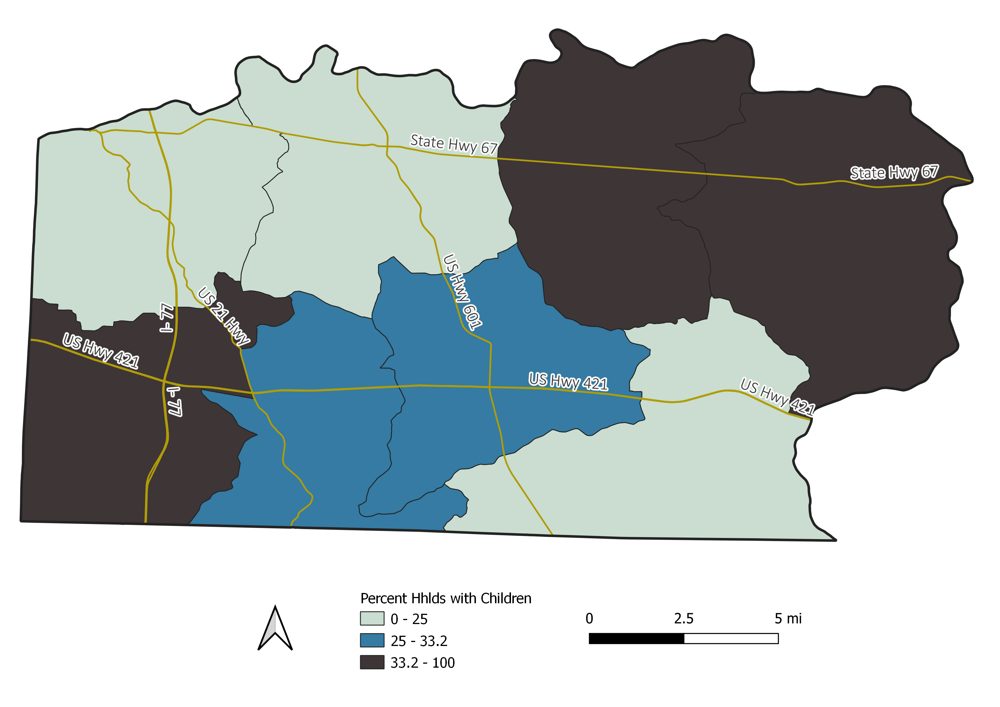 State Hwy 67
State Hwy 67
US Hwy 601
US 21 Hwy
I-77
US Hwy 421
US Hwy 421
US Hwy 421
I-77
Percent Hhlds with Children
0 - 25
25 - 33.2
33.2 - 100
0 2.5 5 mi